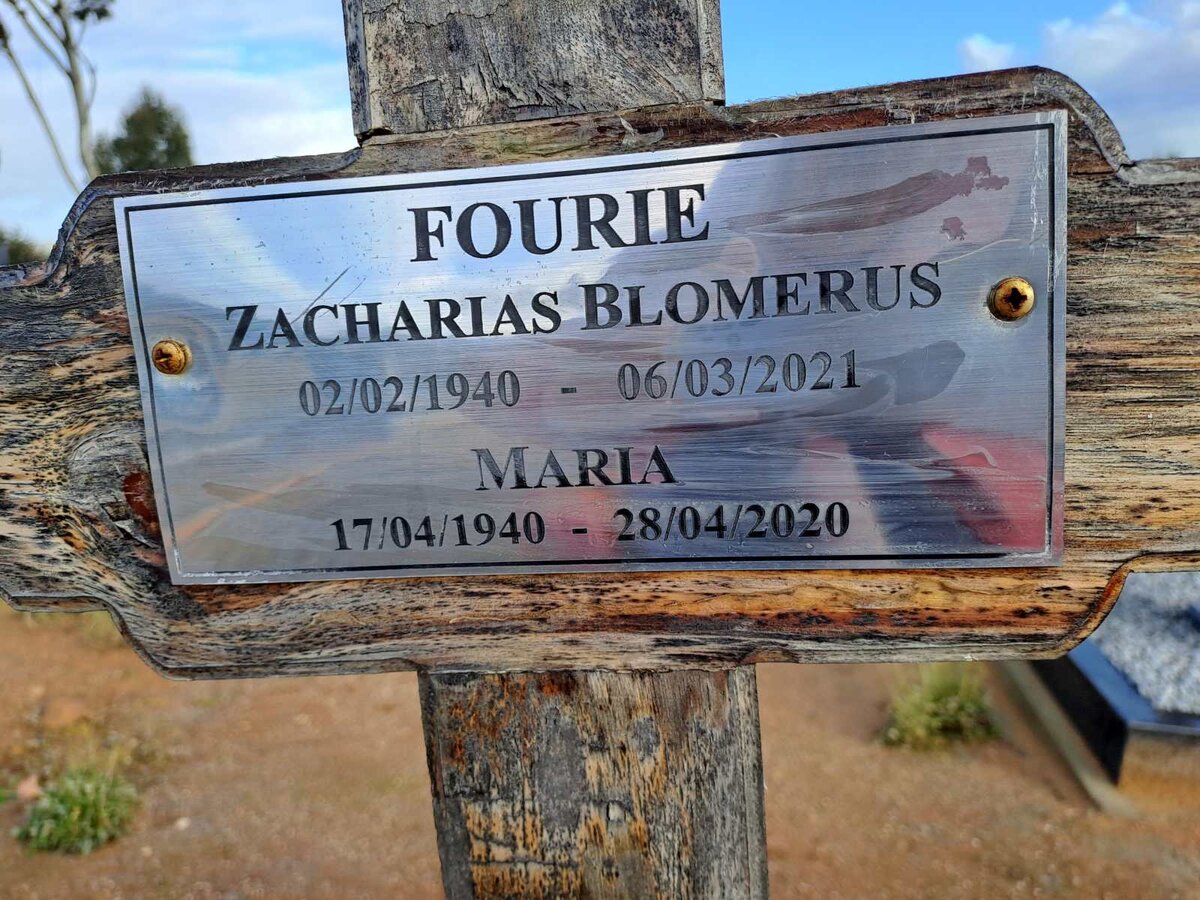 FOURIE
ZACHARIAS BLOMERUS
02/02/1940 - 06/03/2021
MARIA
17/04/1940 - 28/04/2020